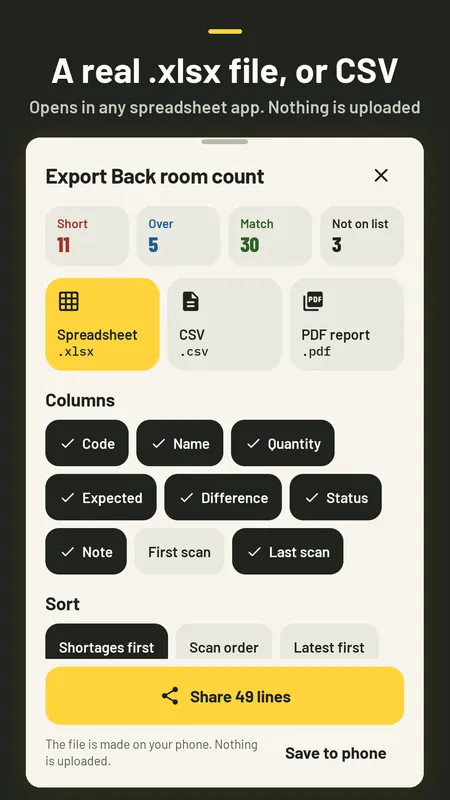 A real .xlsx file, or CSV
Opens in any spreadsheet app. Nothing is uploaded
Export Back room count
Short
11
Over
5
Match
30
Not on list
3
Spreadsheet
.xlsx
CSV
.csv
PDF
PDF report
.pdf
Columns
Code
Name
Quantity
Expected
Difference
Status
Note
First scan
Last scan
Sort
Shortages first
Scan order
Latest first
Share 49 lines
The file is made on your phone. Nothing
is uploaded.
Save to phone